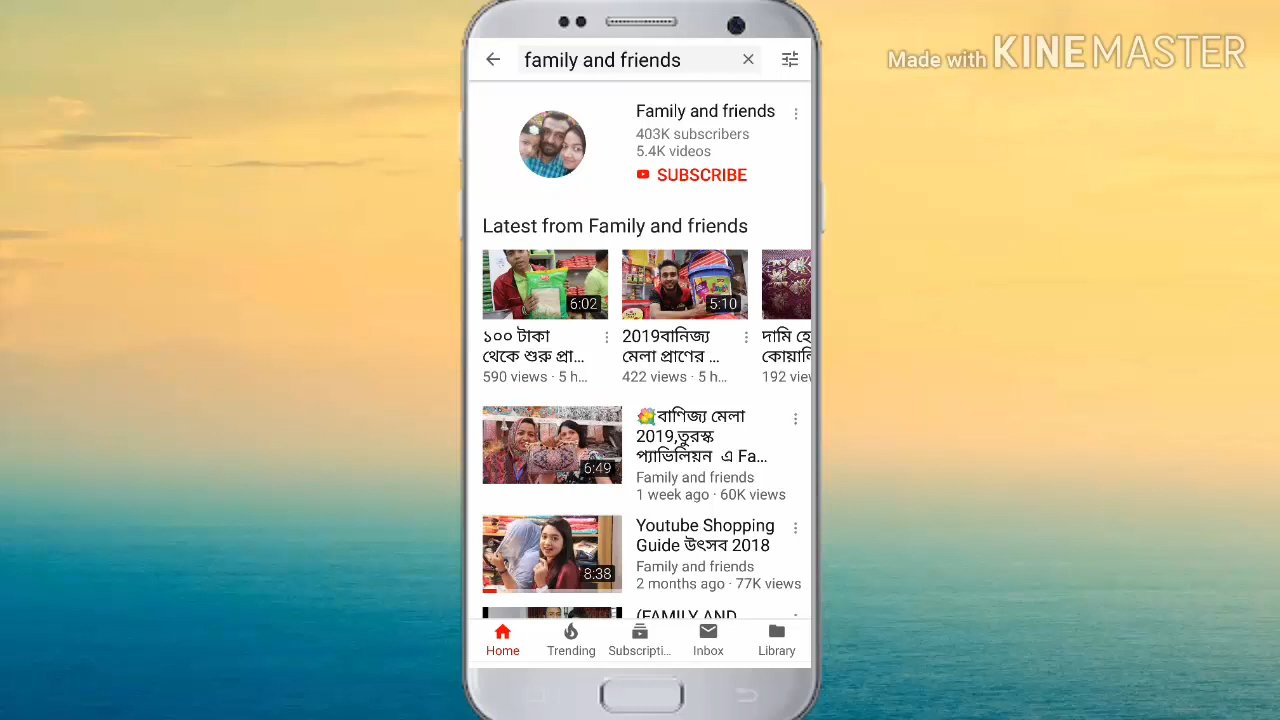 Made with KINEMASTER
family and friends
Family and friends
403K subscribers
5.4K videos
SUBSCRIBE
Latest from Family and friends
6:02
5:10
১০০ টাকা
থেকে শুরু প্রা...
590 views · 5 h...
2019বানিজ্য
মেলা প্রাণের ...
422 views · 5 h...
দামি হে
কোয়ালি
192 vie
6:49
বাণিজ্য মেলা
2019,তুরস্ক
প্যাভিলিয়ন এ Fa...
Family and friends
1 week ago · 60K views
8:38
Youtube Shopping
Guide উৎসব 2018
Family and friends
2 months ago · 77K views
(FAMILY AND
Home
Trending
Subscripti...
Inbox
Library